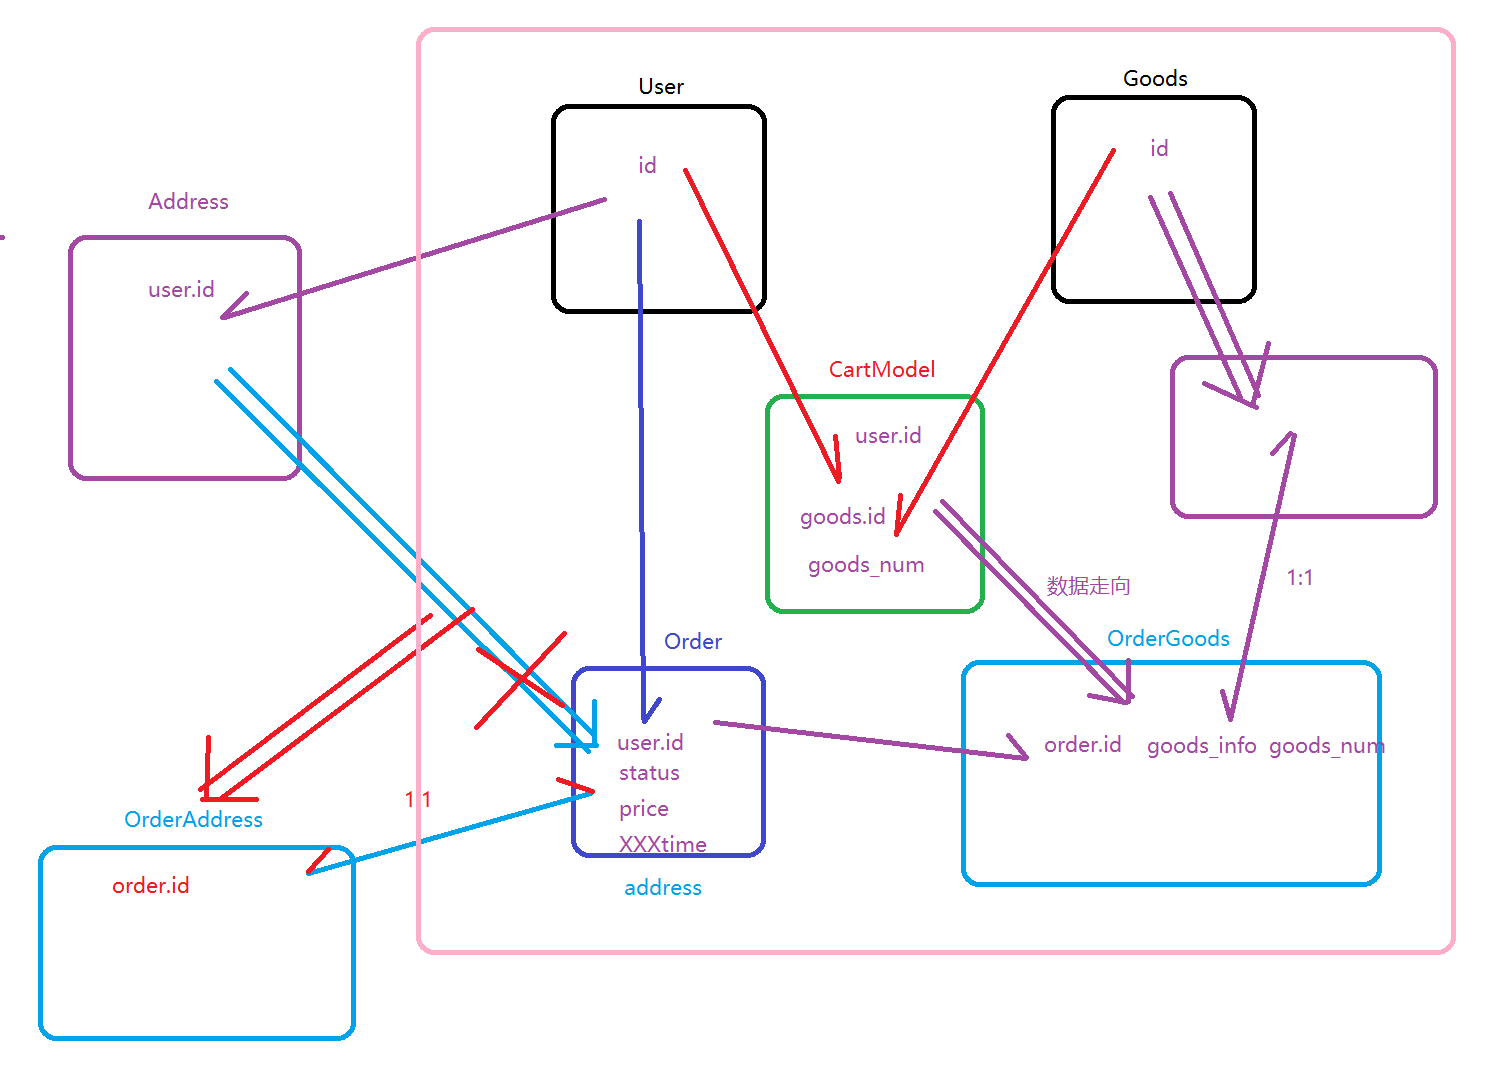 User
Goods
id
id
Address
user.id
CartModel
user.id
goods.id
goods_num
数据走向
1:1
Order
OrderGoods
user.id
order.id goods_info goods_num
status
price
XXXtime
1:1
OrderAddress
order.id
address